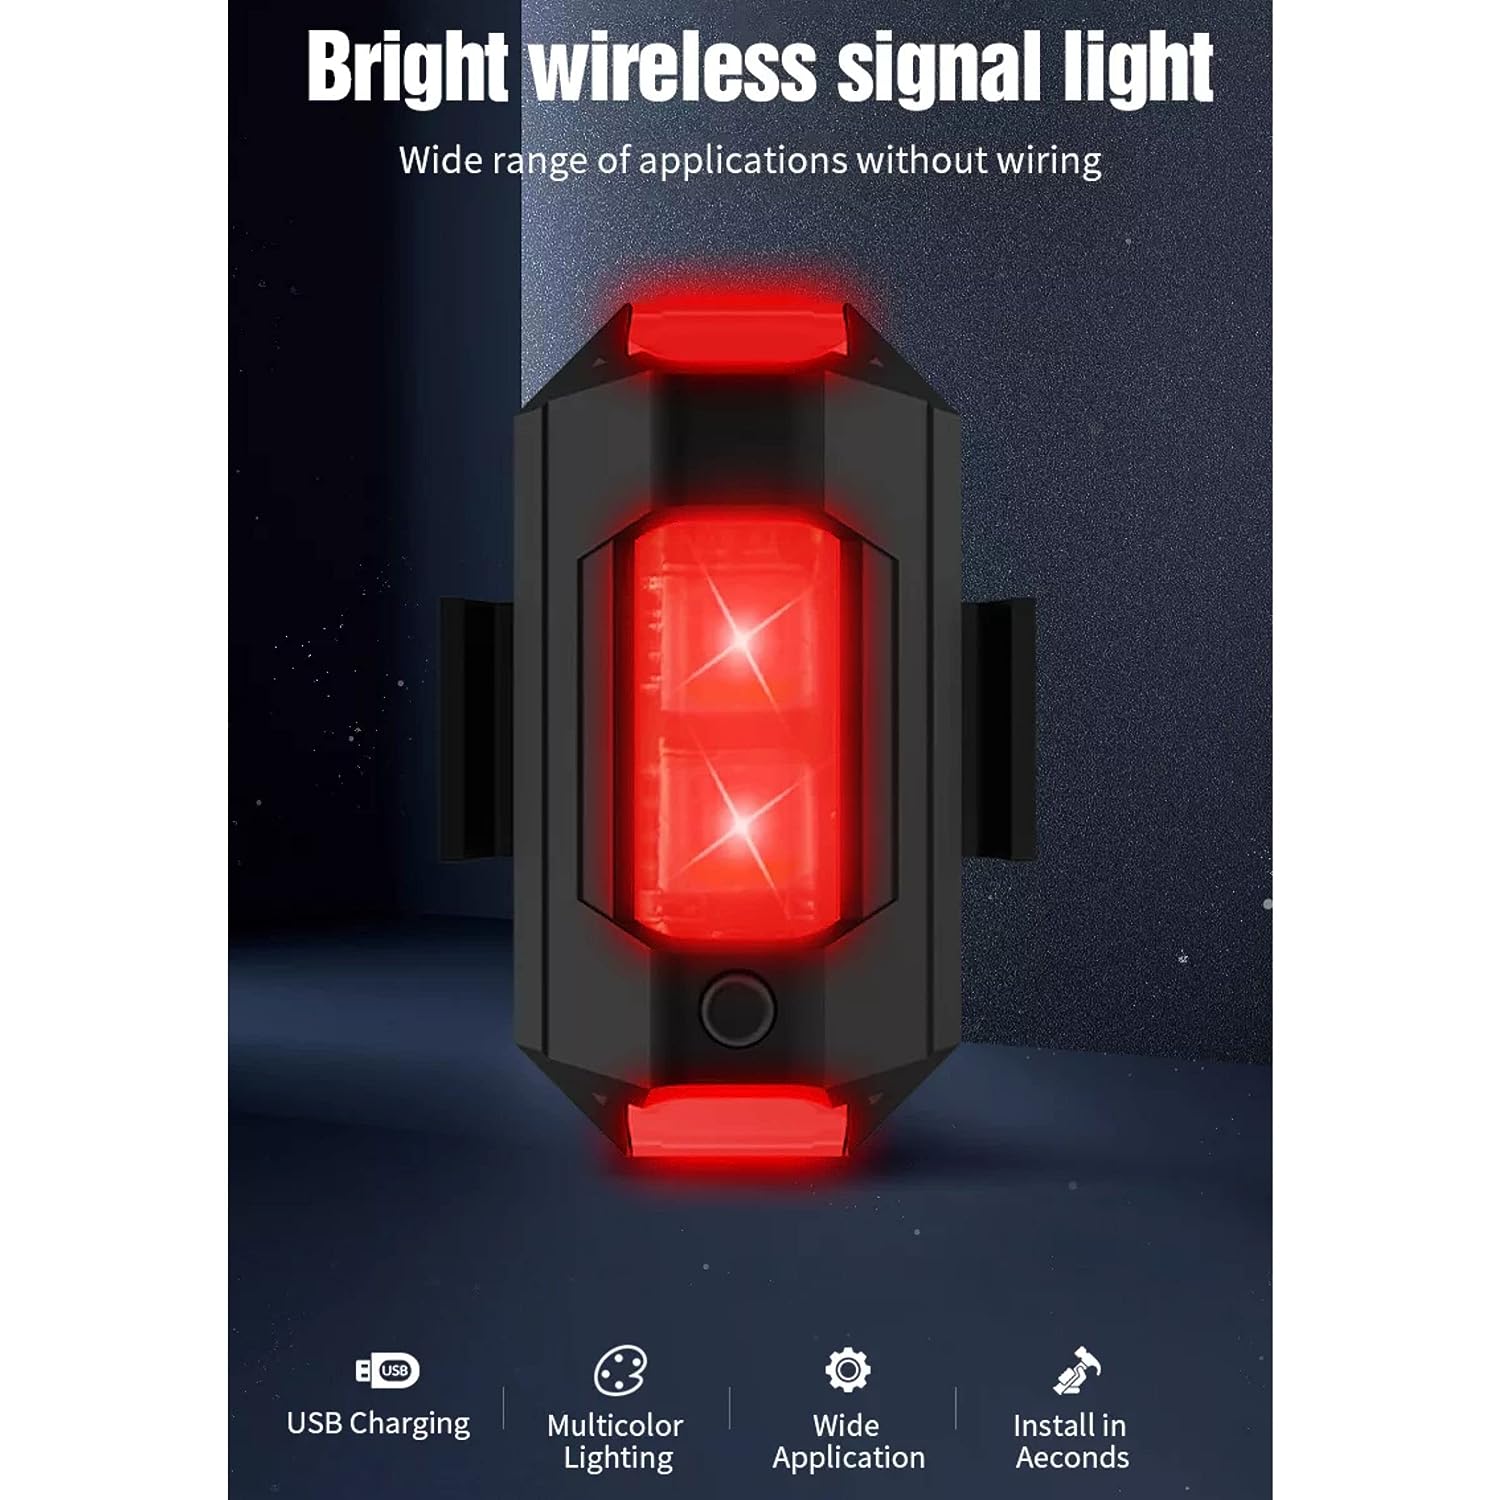 Bright wireless signal light
Wide range of applications without wiring
USB
USB Charging
Multicolor
Lighting
Wide
Application
Install in
Aeconds